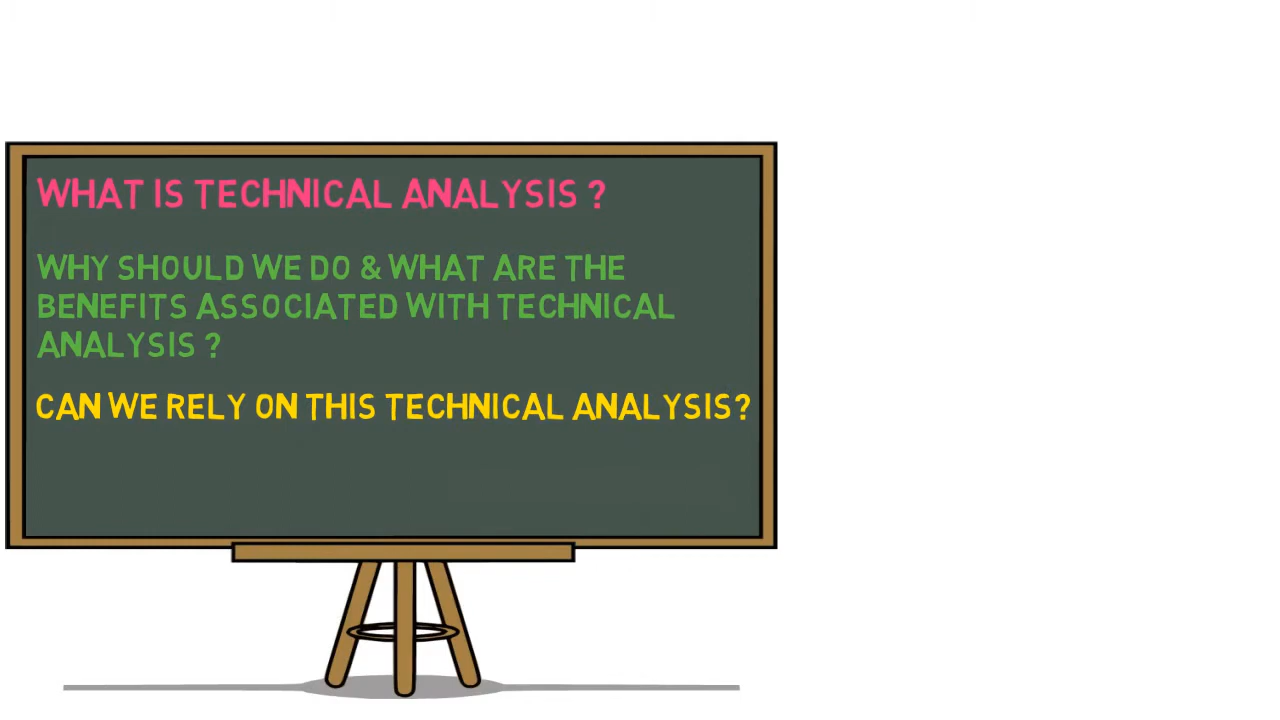 WHAT IS TECHNICAL ANALYSIS ?
WHY SHOULD WE DO & WHAT ARE THE
BENEFITS ASSOCIATED WITH TECHNICAL
ANALYSIS ?
CAN WE RELY ON THIS TECHNICAL ANALYSIS?